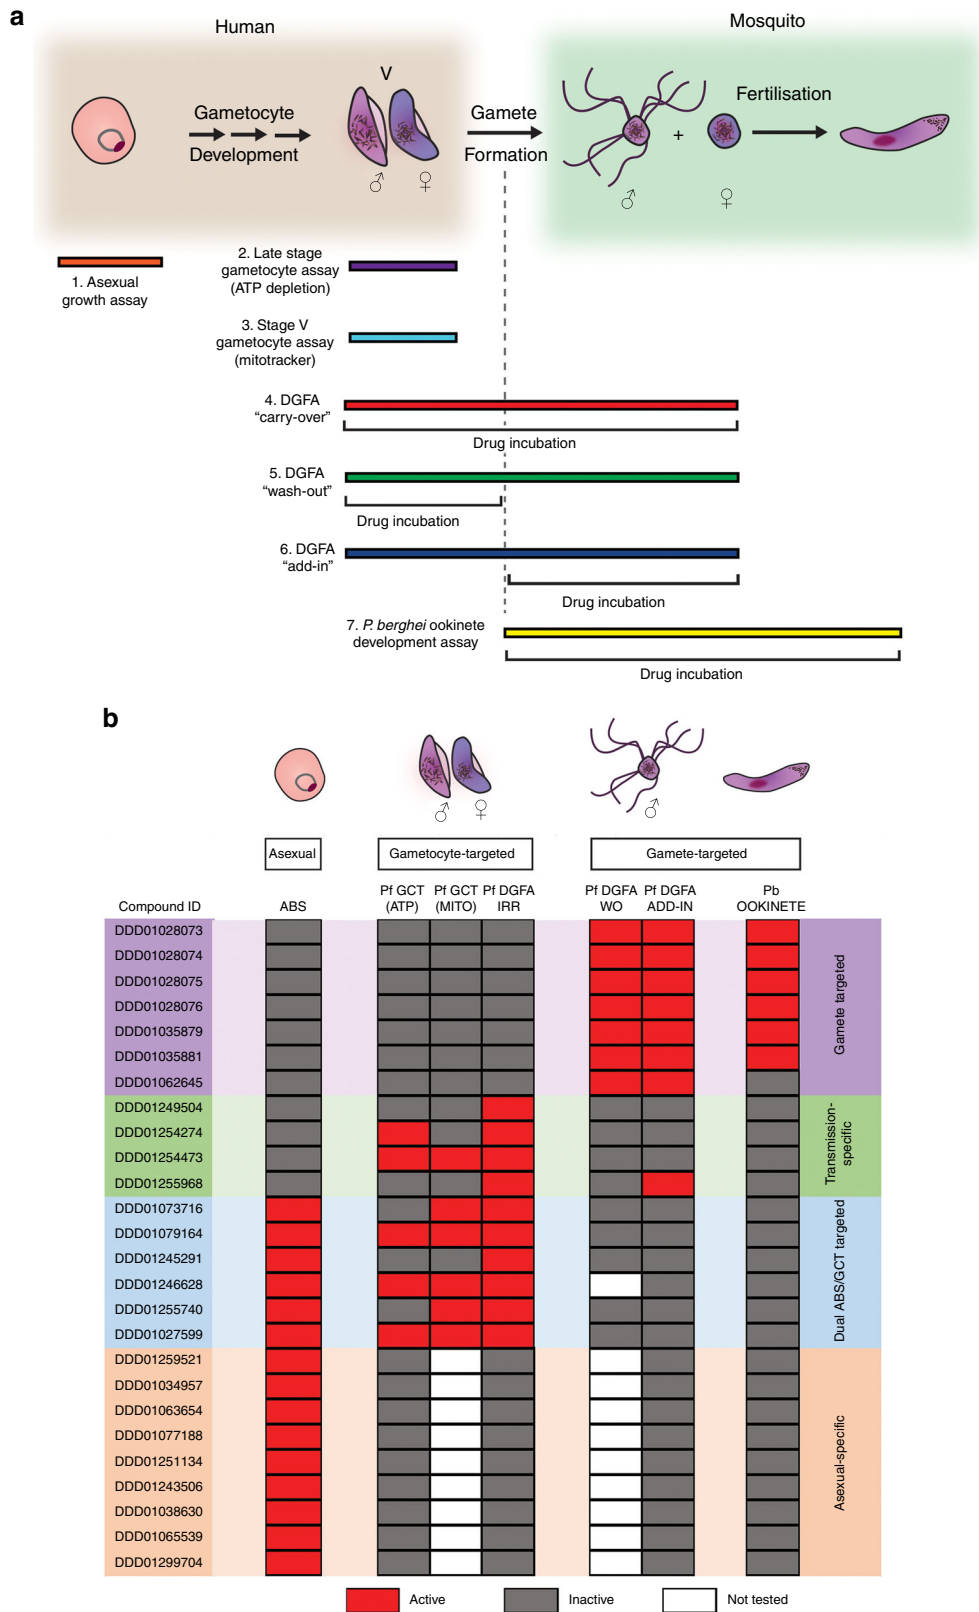 a
Human
Mosquito
V
Gametocyte
Development
Gamete
Formation
Fertilisation
♂
♀
+
♂
♀
1. Asexual
growth assay
2. Late stage
gametocyte assay
(ATP depletion)
3. Stage V
gametocyte assay
(mitotracker)
4. DGFA
“carry-over”
Drug incubation
5. DGFA
“wash-out”
Drug incubation
6. DGFA
“add-in”
Drug incubation
7. P. berghei ookinete
development assay
Drug incubation
b
♂
♀
♂
Asexual
Gametocyte-targeted
Gamete-targeted
Compound ID
ABS
Pf GCT
(ATP)
Pf GCT
(MITO)
Pf DGFA
IRR
Pf DGFA
WO
Pf DGFA
ADD-IN
Pb
OOKINETE
DDD01028073
DDD01028074
DDD01028075
DDD01028076
DDD01035879
DDD01035881
DDD01062645
Gamete targeted
DDD01249504
DDD01254274
DDD01254473
DDD01255968
Transmission-
specific
DDD01073716
DDD01079164
DDD01245291
DDD01246628
DDD01255740
DDD01027599
Dual ABS/GCT targeted
DDD01259521
DDD01034957
DDD01063654
DDD01077188
DDD01251134
DDD01243506
DDD01038630
DDD01065539
DDD01299704
Asexual-specific
Active
Inactive
Not tested